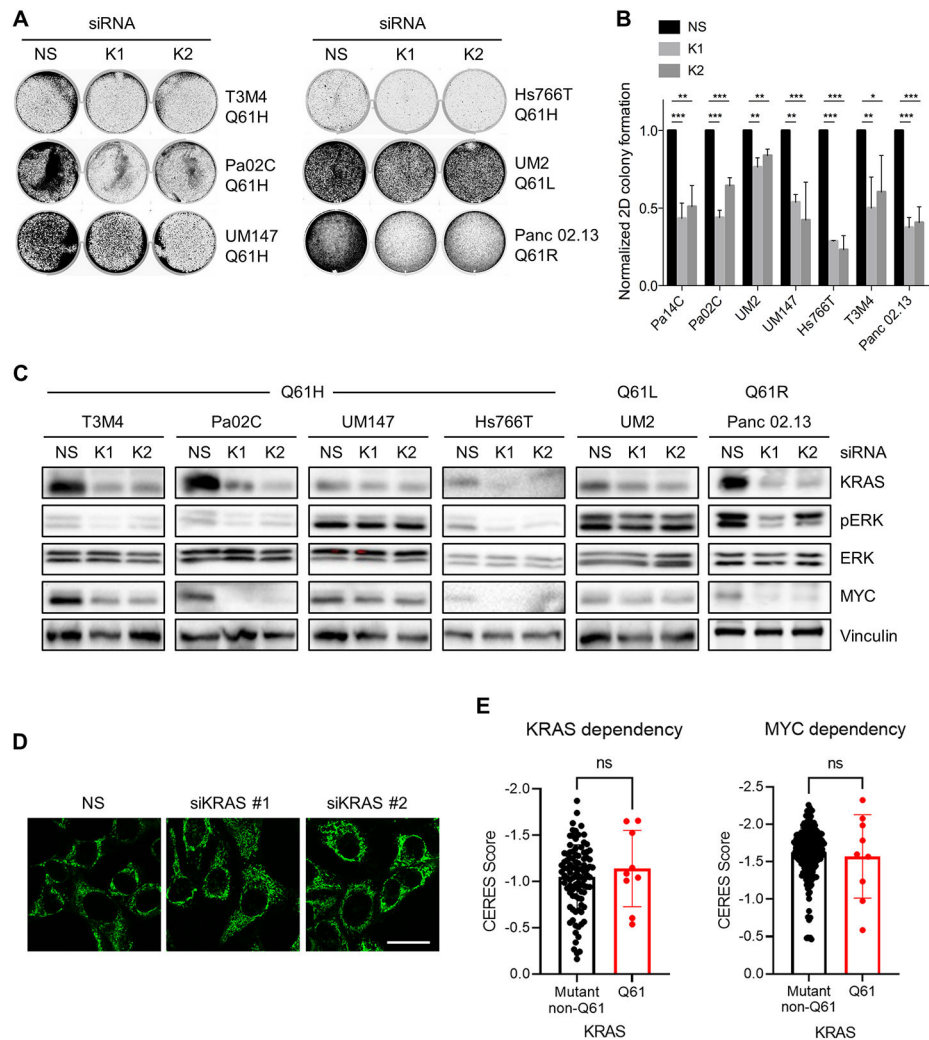 A
siRNA
NS K1 K2
T3M4
Q61H
Pa02C
Q61H
UM147
Q61H
siRNA
NS K1 K2
Hs766T
Q61H
UM2
Q61L
Panc 02.13
Q61R
B
NS
K1
K2
Normalized 2D colony formation
1.0
0.5
0.0
** *** ** *** *** * ***
*** *** ** ** *** ** ***
Pa14C Pa02C UM2 UM147 Hs766T T3M4 Panc 02.13
C
Q61H Q61L Q61R
T3M4 Pa02C UM147 Hs766T UM2 Panc 02.13
NS K1 K2 NS K1 K2 NS K1 K2 NS K1 K2 NS K1 K2 NS K1 K2 siRNA
KRAS
pERK
ERK
MYC
Vinculin
D
NS siKRAS #1 siKRAS #2
E
KRAS dependency
ns
CERES Score
-2.0
-1.5
-1.0
-0.5
0.0
Mutant
non-Q61
Q61
KRAS
MYC dependency
ns
CERES Score
-2.5
-2.0
-1.5
-1.0
-0.5
0.0
Mutant
non-Q61
Q61
KRAS